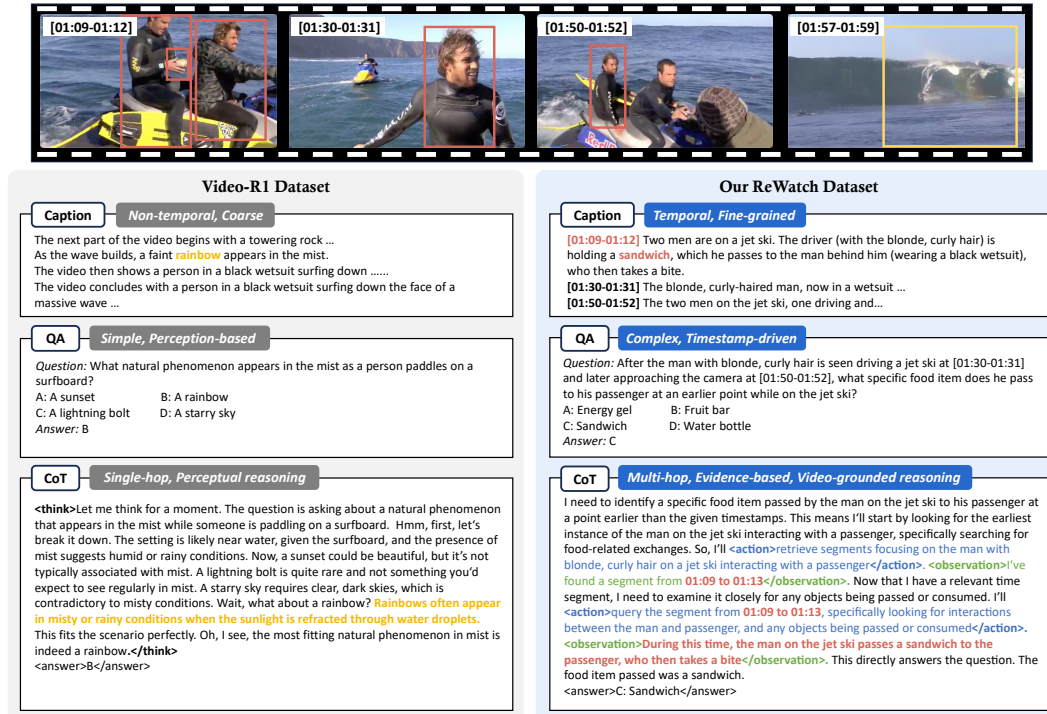 [01:09-01:12]
[01:30-01:31]
[01:50-01:52]
[01:57-01:59]
Video-R1 Dataset
Caption
Non-temporal, Coarse
The next part of the video begins with a towering rock ...
As the wave builds, a faint rainbow appears in the mist.
The video then shows a person in a black wetsuit surfing down ......
The video concludes with a person in a black wetsuit surfing down the face of a
massive wave ...
QA
Simple, Perception-based
Question: What natural phenomenon appears in the mist as a person paddles on a
surfboard?
A: A sunset B: A rainbow
C: A lightning bolt D: A starry sky
Answer: B
CoT
Single-hop, Perceptual reasoning
<think>Let me think for a moment. The question is asking about a natural phenomenon
that appears in the mist while someone is paddling on a surfboard. Hmm, first, let's
break it down. The setting is likely near water, given the surfboard, and the presence of
mist suggests humid or rainy conditions. Now, a sunset could be beautiful, but it's not
typically associated with mist. A lightning bolt is quite rare and not something you'd
expect to see regularly in mist. A starry sky requires clear, dark skies, which is
contradictory to misty conditions. Wait, what about a rainbow? Rainbows often appear
in misty or rainy conditions when the sunlight is refracted through water droplets.
This fits the scenario perfectly. Oh, I see, the most fitting natural phenomenon in mist is
indeed a rainbow.</think>
<answer>B</answer>
Our ReWatch Dataset
Caption
Temporal, Fine-grained
[01:09-01:12] Two men are on a jet ski. The driver (with the blonde, curly hair) is
holding a sandwich, which he passes to the man behind him (wearing a black wetsuit),
who then takes a bite.
[01:30-01:31] The blonde, curly-haired man, now in a wetsuit ...
[01:50-01:52] The two men on the jet ski, one driving and...
QA
Complex, Timestamp-driven
Question: After the man with blonde, curly hair is seen driving a jet ski at [01:30-01:31]
and later approaching the camera at [01:50-01:52], what specific food item does he pass
to his passenger at an earlier point while on the jet ski?
A: Energy gel B: Fruit bar
C: Sandwich D: Water bottle
Answer: C
CoT
Multi-hop, Evidence-based, Video-grounded reasoning
I need to identify a specific food item passed by the man on the jet ski to his passenger at
a point earlier than the given timestamps. This means I'll start by looking for the earliest
instance of the man on the jet ski interacting with a passenger, specifically searching for
food-related exchanges. So, I'll <action>retrieve segments focusing on the man with
blonde, curly hair on a jet ski interacting with a passenger</action>. <observation>I've
found a segment from 01:09 to 01:13</observation>. Now that I have a relevant time
segment, I need to examine it closely for any objects being passed or consumed. I'll
<action>query the segment from 01:09 to 01:13, specifically looking for interactions
between the man and passenger, and any objects being passed or consumed</action>.
<observation>During this time, the man on the jet ski passes a sandwich to the
passenger, who then takes a bite</observation>. This directly answers the question. The
food item passed was a sandwich.
<answer>C: Sandwich</answer>